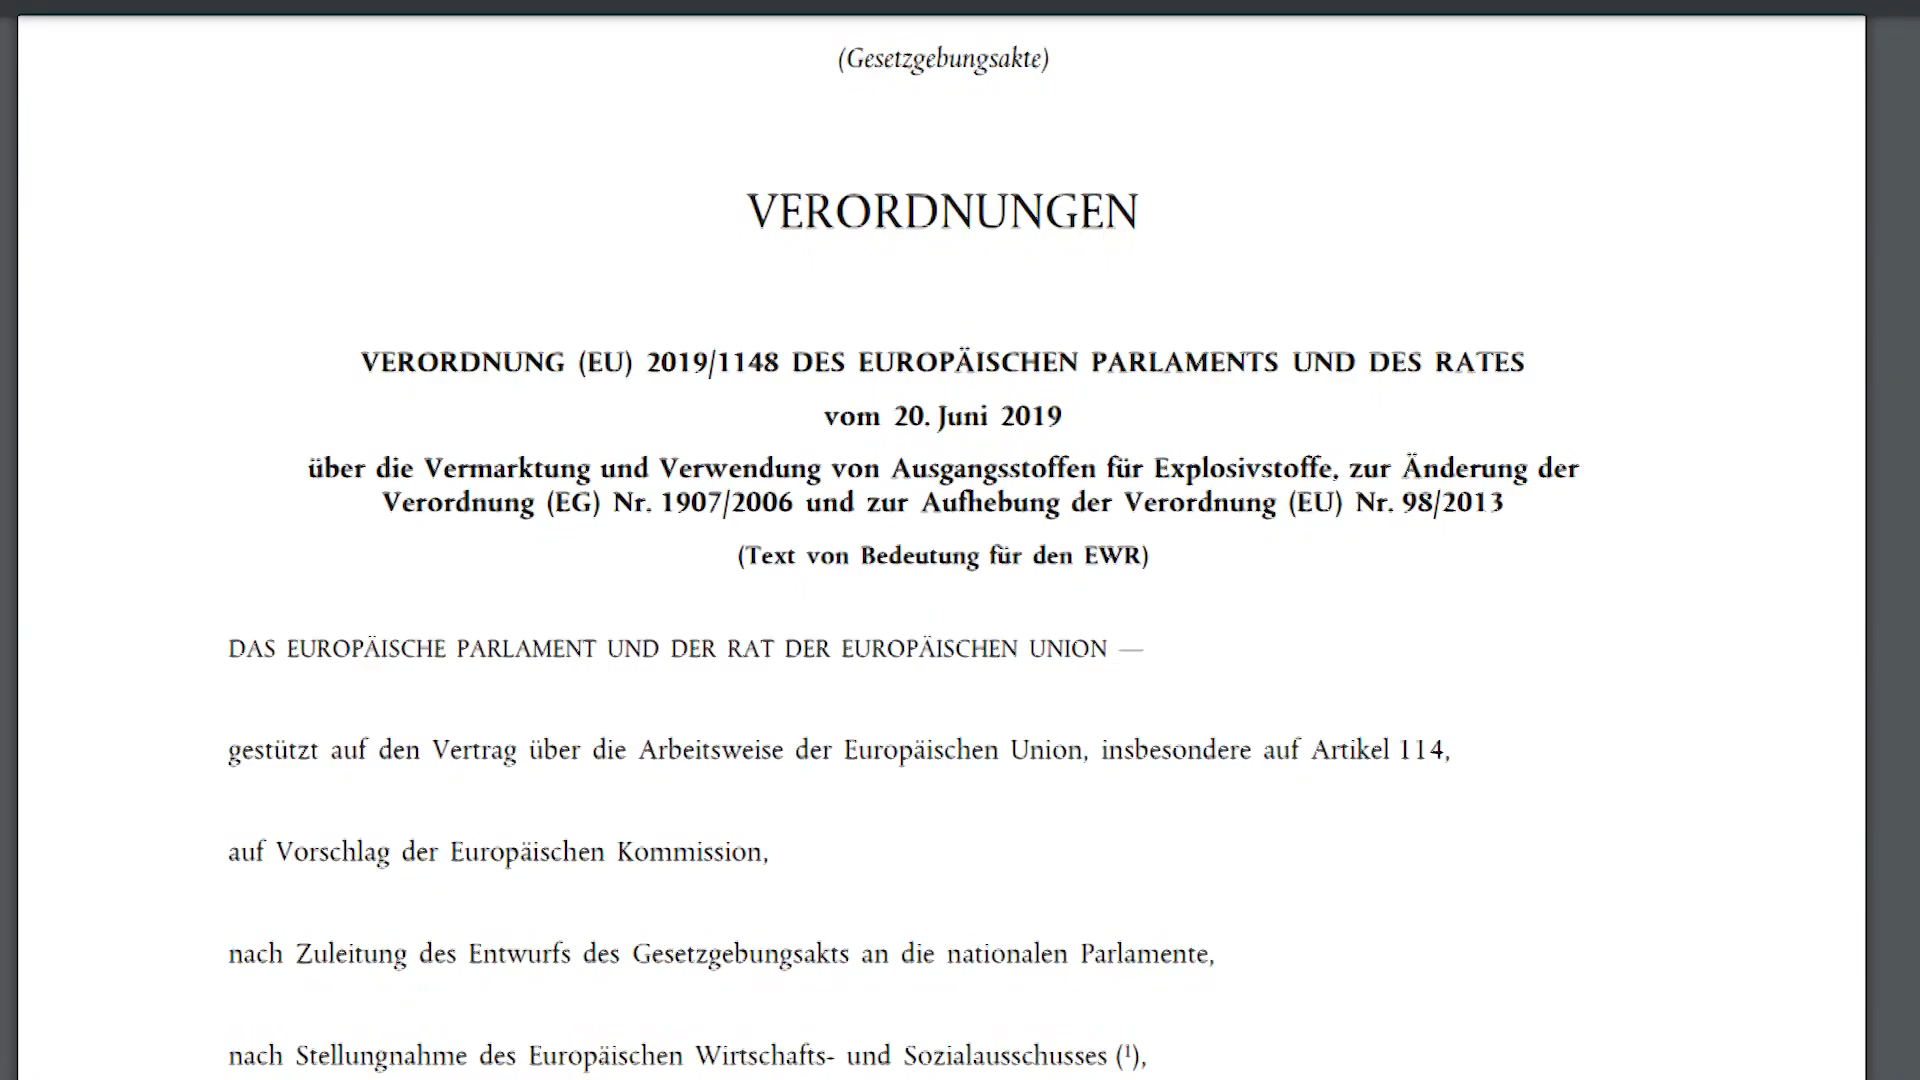 (Gesetzgebungsakte)
VERORDNUNGEN
VERORDNUNG (EU) 2019/1148 DES EUROPÄISCHEN PARLAMENTS UND DES RATES
vom 20. Juni 2019
über die Vermarktung und Verwendung von Ausgangsstoffen für Explosivstoffe, zur Änderung der
Verordnung (EG) Nr. 1907/2006 und zur Aufhebung der Verordnung (EU) Nr. 98/2013
(Text von Bedeutung für den EWR)
DAS EUROPÄISCHE PARLAMENT UND DER RAT DER EUROPÄISCHEN UNION —
gestützt auf den Vertrag über die Arbeitsweise der Europäischen Union, insbesondere auf Artikel 114,
auf Vorschlag der Europäischen Kommission,
nach Zuleitung des Entwurfs des Gesetzgebungsakts an die nationalen Parlamente,
nach Stellungnahme des Europäischen Wirtschafts- und Sozialausschusses (¹),